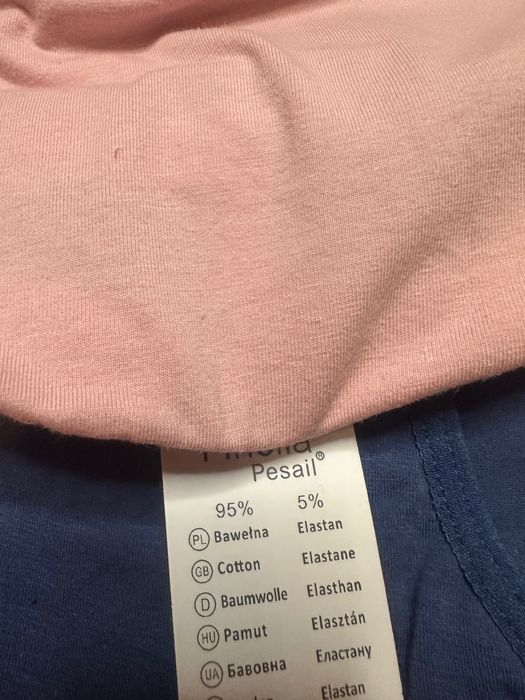 Pesail®
95% 5%
PL Bawełna Elastan
GB Cotton Elastane
D Baumwolle Elasthan
HU Pamut Elasztán
UA Бавовна Еластану
Elastan